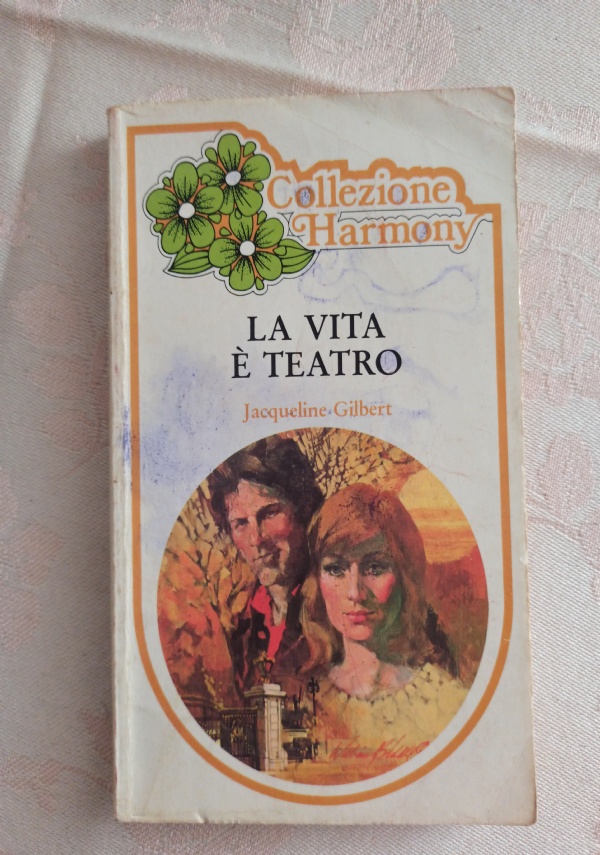 Collezione
Harmony
LA VITA
È TEATRO
Jacqueline Gilbert